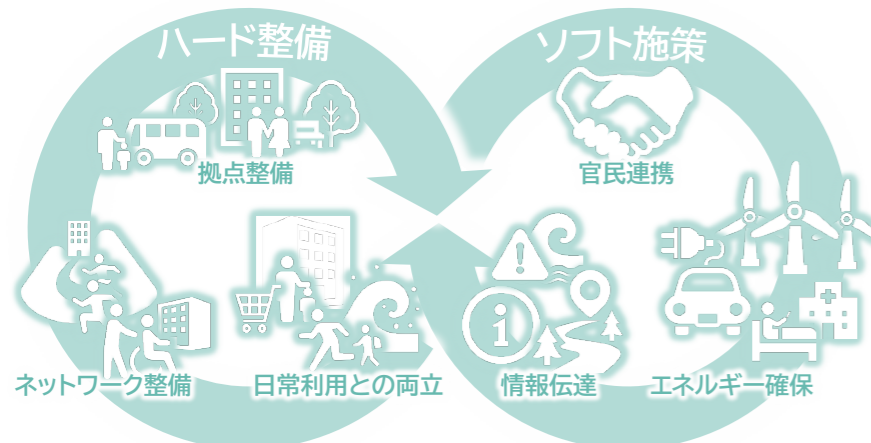 ハード整備
ソフト施策
拠点整備
官民連携
ネットワーク整備
日常利用との両立
情報伝達
エネルギー確保